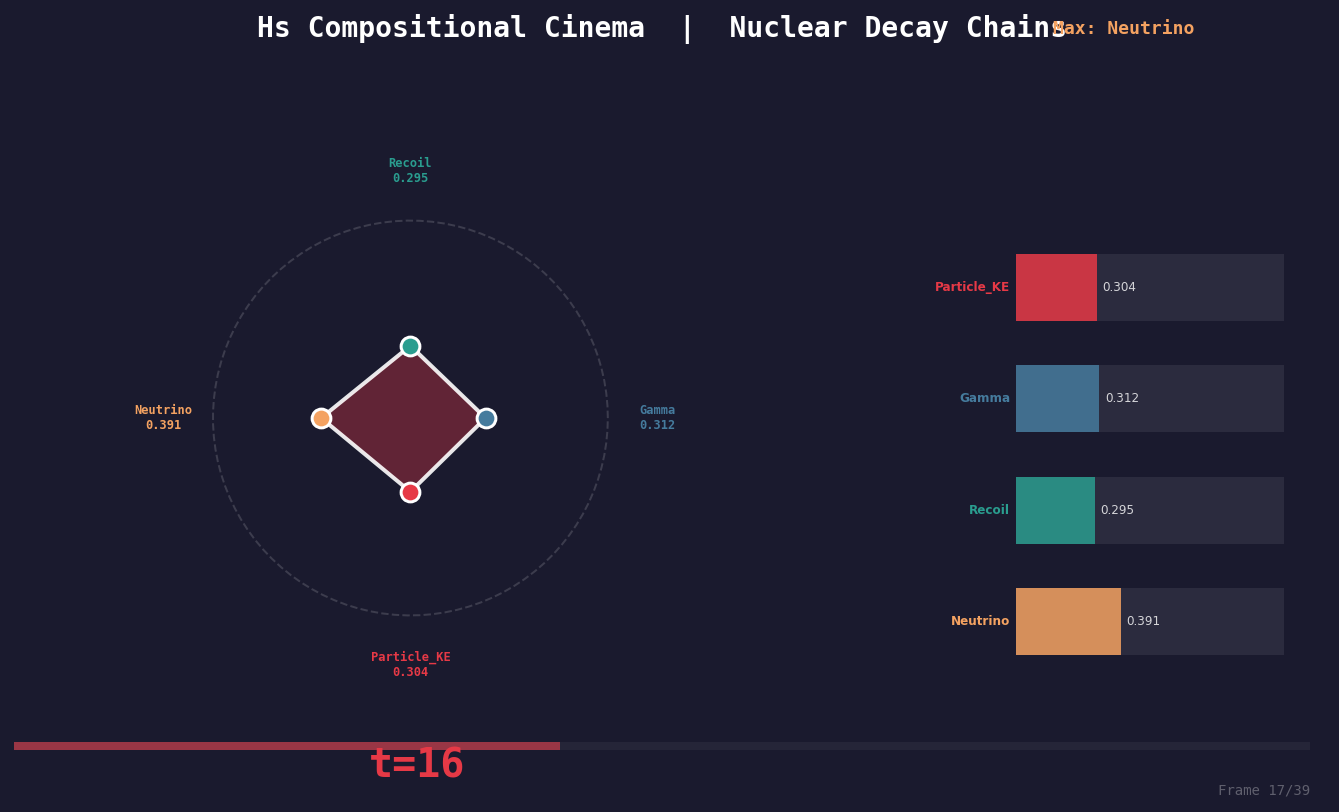 Hs Compositional Cinema | Nuclear Decay Chains
Max: Neutrino
Recoil
0.295
Neutrino
0.391
Gamma
0.312
Particle_KE
0.304
Particle_KE
0.304
Gamma
0.312
Recoil
0.295
Neutrino
0.391
t=16
Frame 17/39